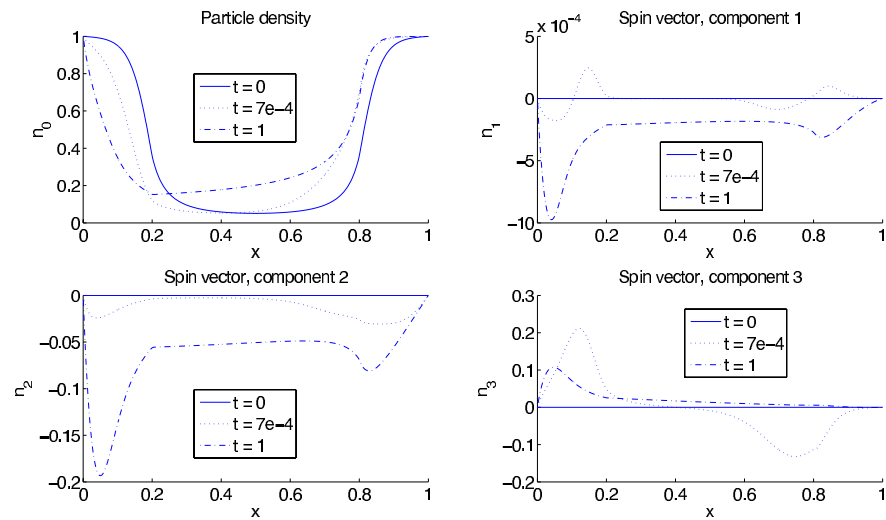 Particle density
n0
1
0.8
0.6
0.4
0.2
0
t = 0
t = 7e−4
t = 1
0 0.2 0.4 0.6 0.8 1
x
Spin vector, component 1
x 10−4
n1
5
0
−5
−10
t = 0
t = 7e−4
t = 1
0 0.2 0.4 0.6 0.8 1
x
Spin vector, component 2
n2
0
−0.05
−0.1
−0.15
−0.2
t = 0
t = 7e−4
t = 1
0 0.2 0.4 0.6 0.8 1
x
Spin vector, component 3
n3
0.3
0.2
0.1
0
−0.1
−0.2
t = 0
t = 7e−4
t = 1
0 0.2 0.4 0.6 0.8 1
x